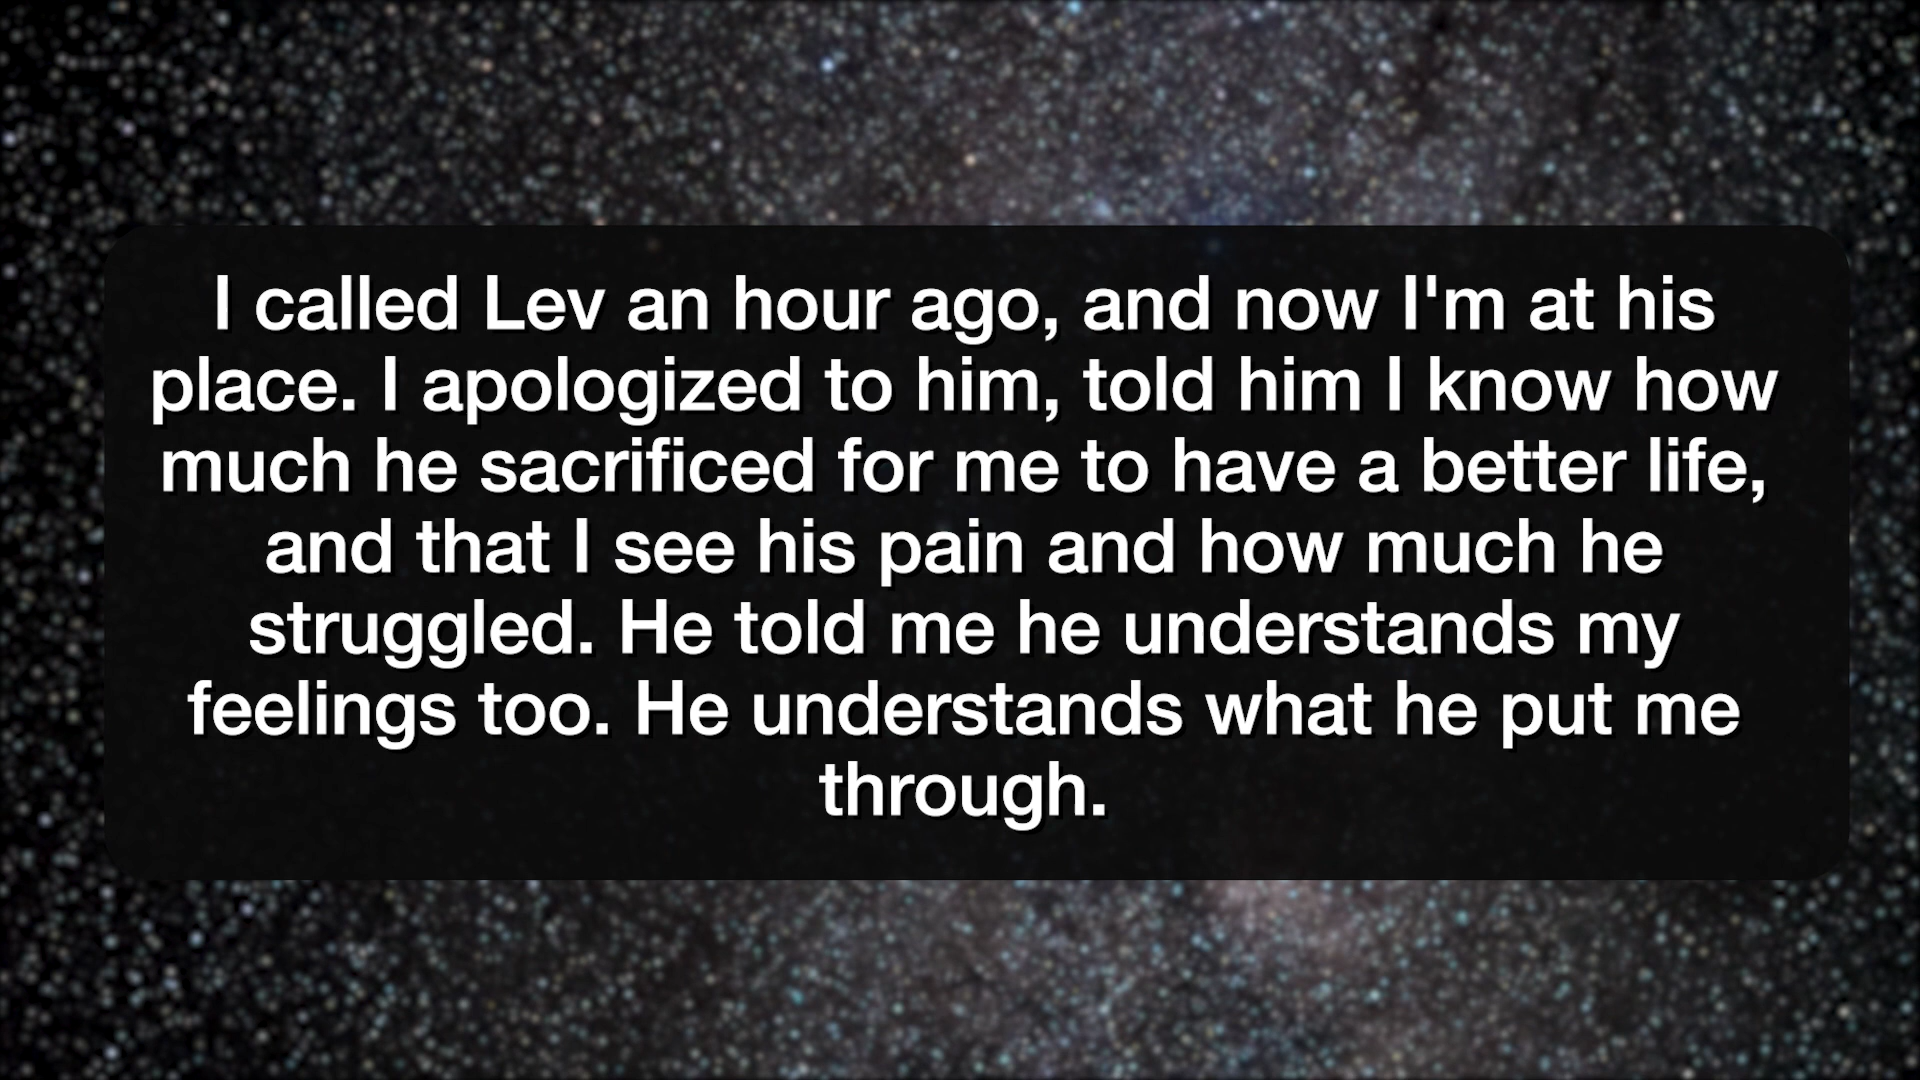 I called Lev an hour ago, and now I'm at his
place. I apologized to him, told him I know how
much he sacrificed for me to have a better life,
and that I see his pain and how much he
struggled. He told me he understands my
feelings too. He understands what he put me
through.